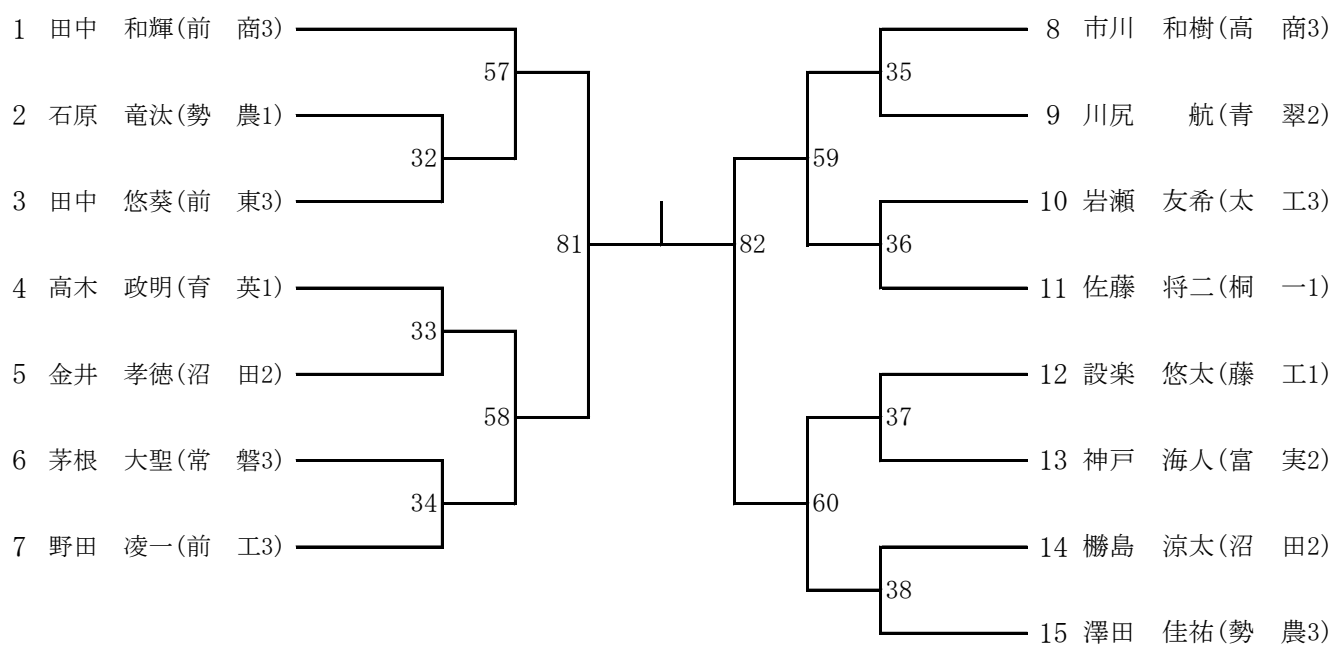 1 田中 和輝(前 商3)
2 石原 竜汰(勢 農1)
3 田中 悠葵(前 東3)
4 高木 政明(育 英1)
5 金井 孝徳(沼 田2)
6 茅根 大聖(常 磐3)
7 野田 凌一(前 工3)
57
32
33
58
34
81
82
35
59
36
37
60
38
8 市川 和樹(高 商3)
9 川尻 航(青 翠2)
10 岩瀬 友希(太 工3)
11 佐藤 将二(桐 一1)
12 設楽 悠太(藤 工1)
13 神戸 海人(富 実2)
14 橳島 涼太(沼 田2)
15 澤田 佳祐(勢 農3)